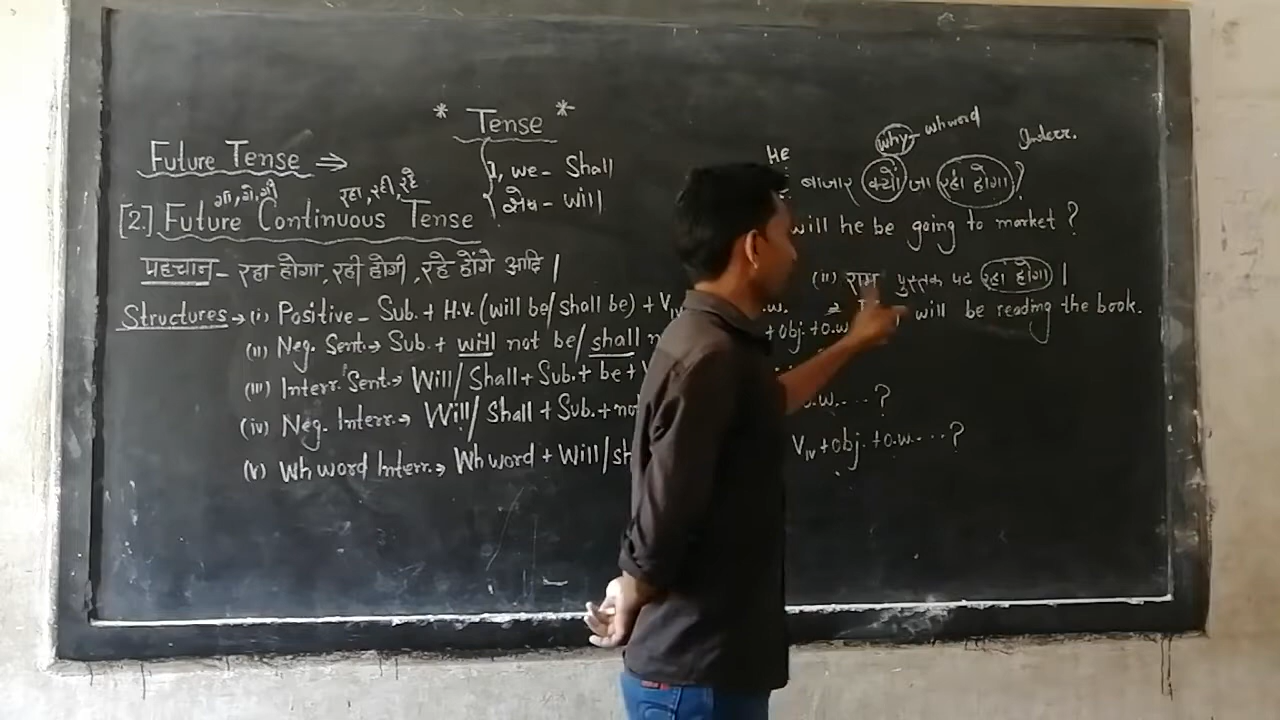 * Tense *
Future Tense ⇒
I, we - Shall
शेष - will
गा, गे, गी
रहा, रही, रहे
[2.] Future Continuous Tense
पहचान - रहा होगा, रही होगी, रहे होंगे आदि |
Structures → (i) Positive - Sub. + H.V. (will be/shall be) + V
(ii) Neg. Sent. → Sub. + will not be/ shall + obj. + o.w
(iii) Interr. Sent. → Will/ Shall + Sub. + be +
(iv) Neg. Interr. → Will/ Shall + Sub. + not o.w. ... ?
(v) Wh word Interr. → Wh word + Will/sh VIV + obj. + o.w. ... ?
why - wh word
Interr.
He
बाजार क्यों जा रहा होगा ?
will he be going to market ?
(ii) राम पुस्तक पढ रहा होगा |
will be reading the book.